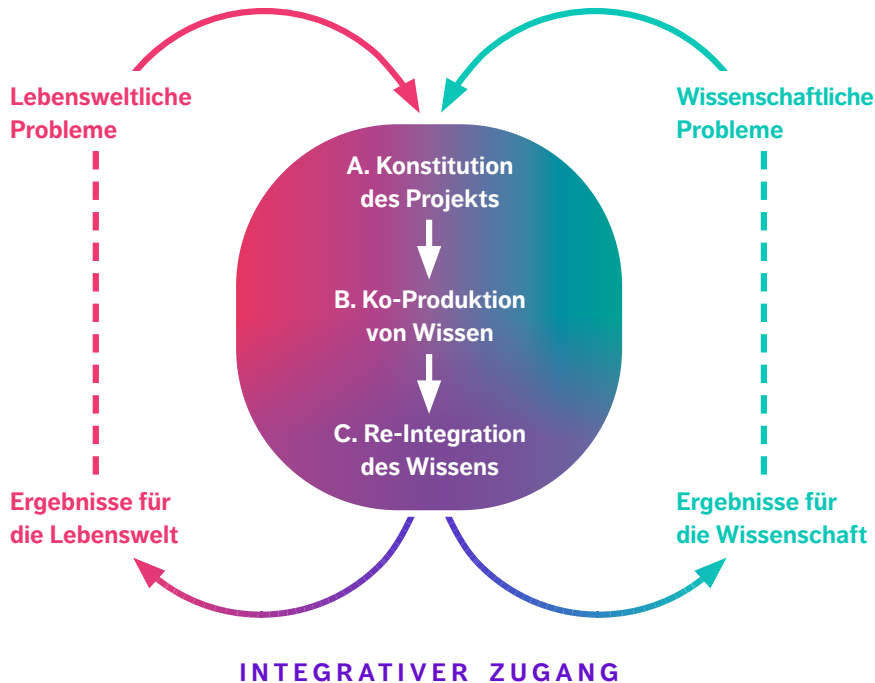 Lebensweltliche
Probleme
Wissenschaftliche
Probleme
A. Konstitution
des Projekts
B. Ko-Produktion
von Wissen
C. Re-Integration
des Wissens
Ergebnisse für
die Lebenswelt
Ergebnisse für
die Wissenschaft
INTEGRATIVER ZUGANG